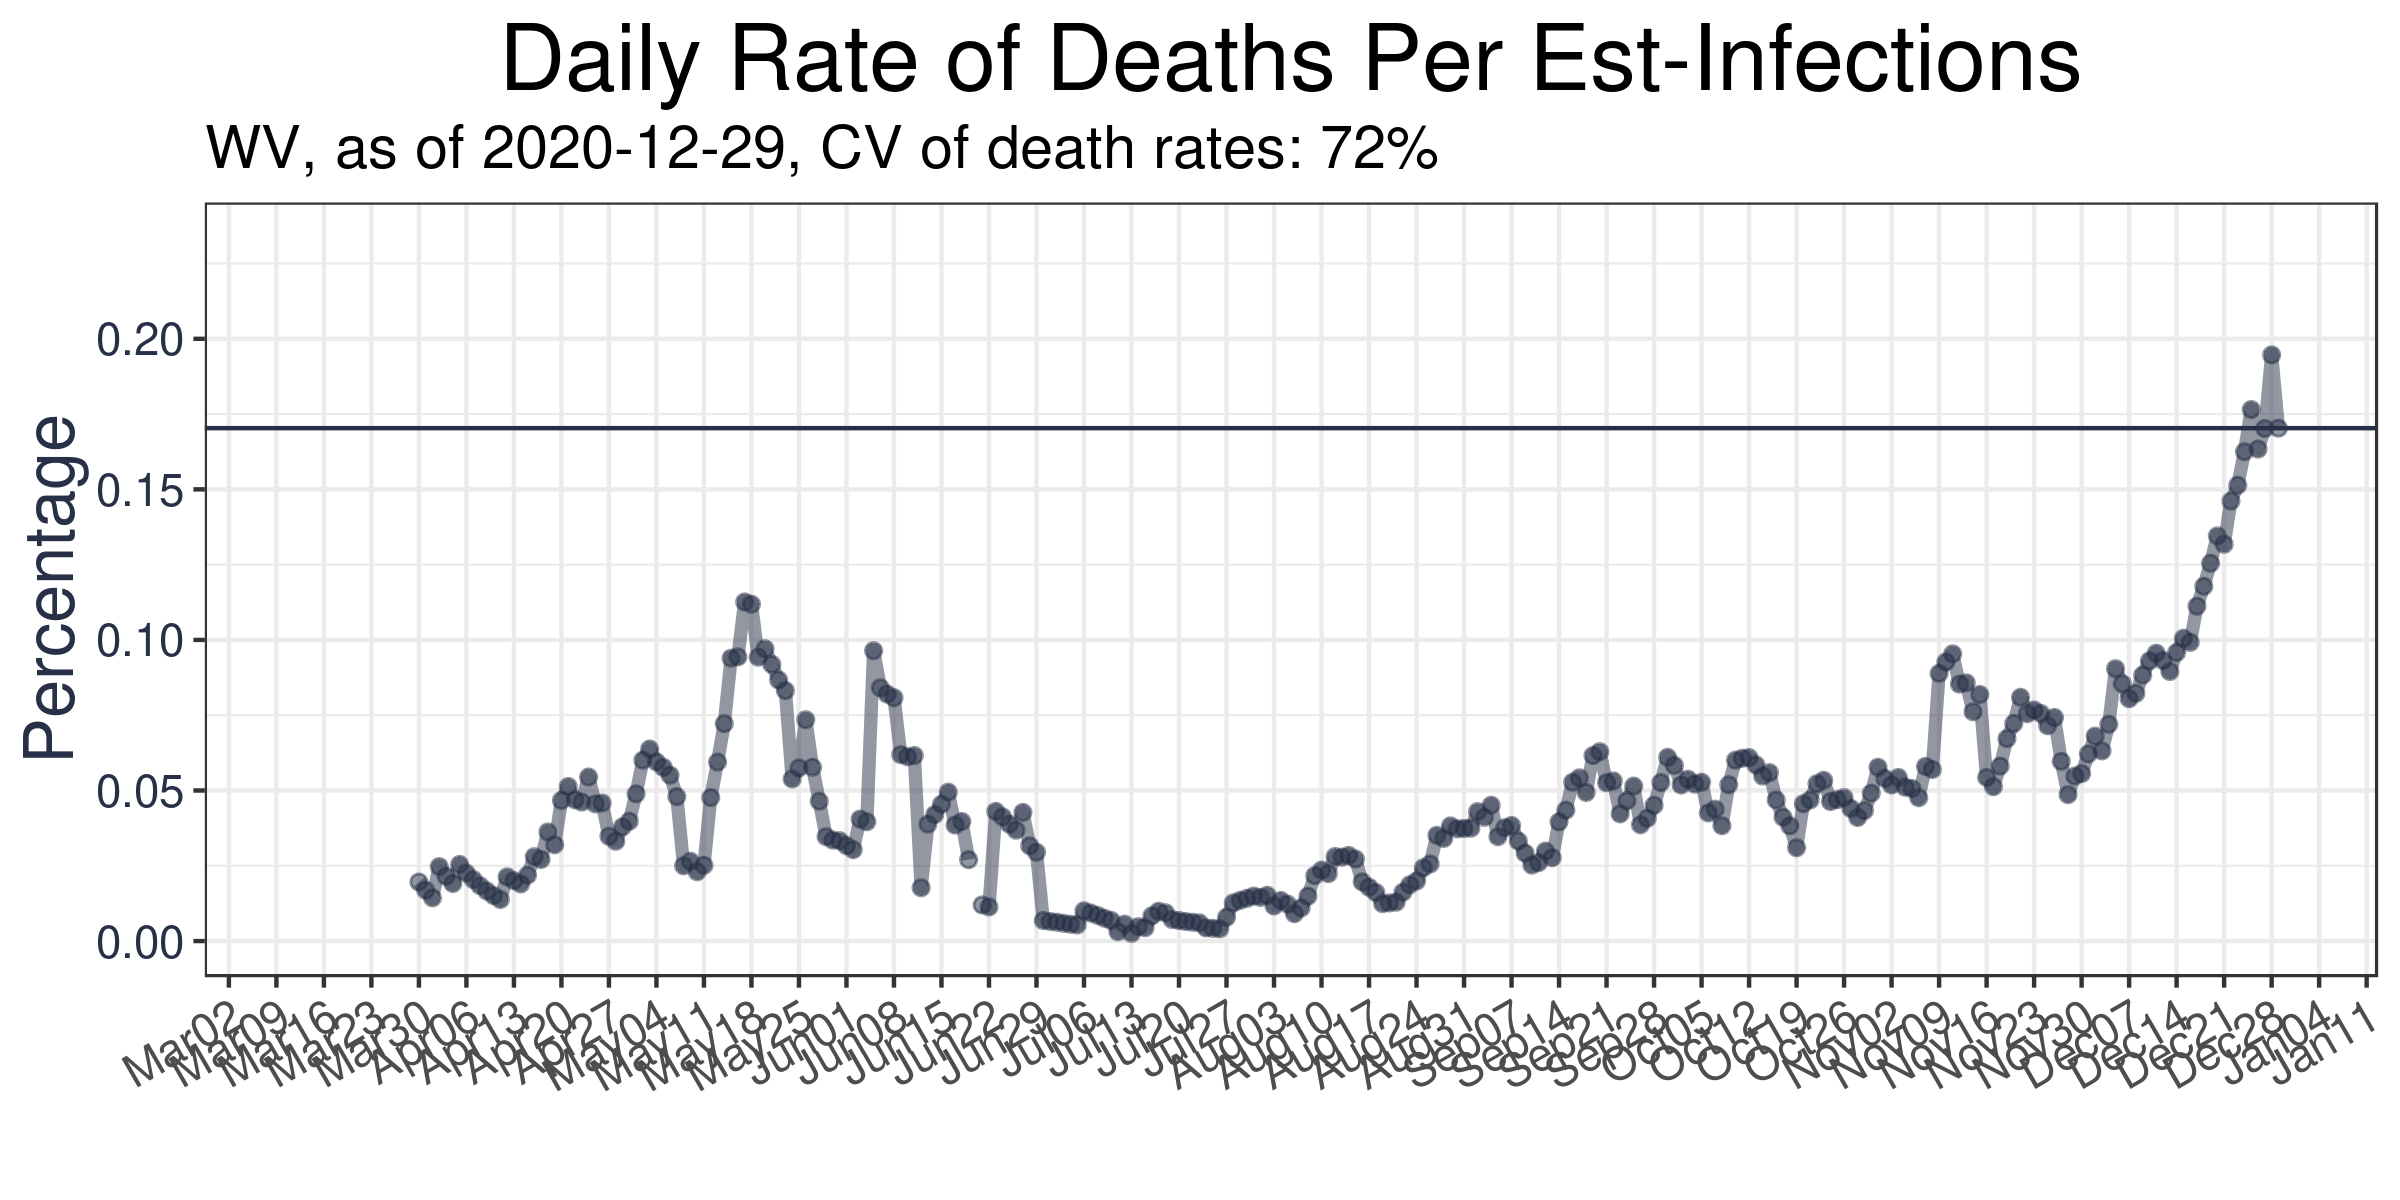 Daily Rate of Deaths Per Est-Infections
WV, as of 2020-12-29, CV of death rates: 72%
Percentage
0.20
0.15
0.10
0.05
0.00
Mar02
Mar09
Mar16
Mar23
Mar30
Apr06
Apr13
Apr20
Apr27
May04
May11
May18
May25
Jun01
Jun08
Jun15
Jun22
Jun29
Jul06
Jul13
Jul20
Jul27
Aug03
Aug10
Aug17
Aug24
Aug31
Sep07
Sep14
Sep21
Sep28
Oct05
Oct12
Oct19
Oct26
Nov02
Nov09
Nov16
Nov23
Nov30
Dec07
Dec14
Dec21
Dec28
Jan04
Jan11